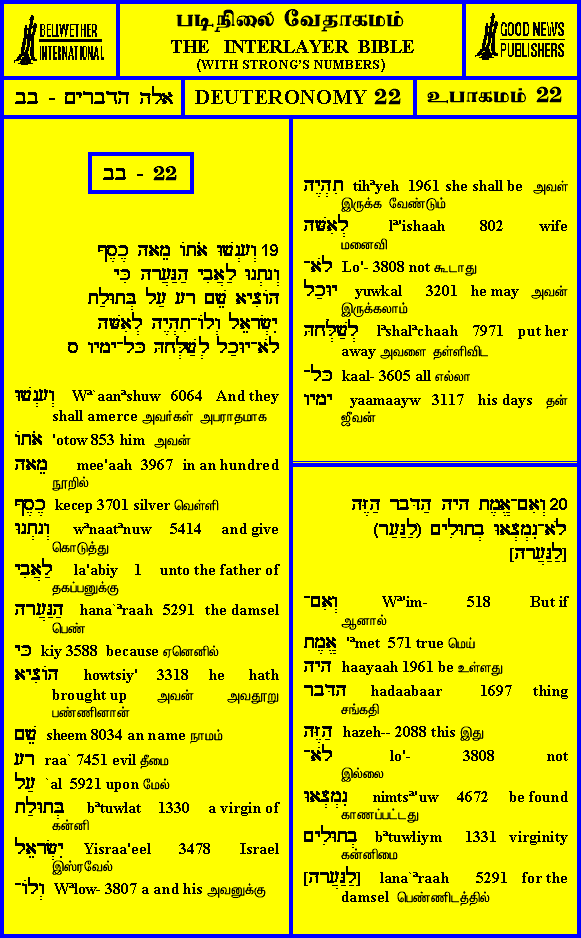 BELLWETHER
INTERNATIONAL
படிநிலை வேதாகமம்
THE INTERLAYER BIBLE
(WITH STRONG'S NUMBERS)
GOOD NEWS
PUBLISHERS
אלה הדברים - בב
DEUTERONOMY 22
உபாகமம் 22
בב - 22
19 וְעָנְשׁוּ אֹתוֹ מֵאָה כֶסֶף
וְנָתְנוּ לַאֲבִי הַנַּעֲרָה כִּי
הוֹצִיא שֵׁם רָע עַל בְּתוּלַת
יִשְׂרָאֵל וְלוֹ־תִהְיֶה לְאִשָּׁה
לֹא־יוּכַל לְשַׁלְּחָהּ כָּל־יָמָיו ס
וְעָנְשׁוּ Wª`aanªshuw 6064 And they
shall amerce அவர்கள் அபராதமாக
אֹתוֹ 'otow 853 him அவன்
מֵאָה mee'aah 3967 in an hundred
நூறில்
כֶסֶף kecep 3701 silver வெள்ளி
וְנָתְנוּ wªnaatªnuw 5414 and give
கொடுத்து
לַאֲבִי la'abiy 1 unto the father of
தகப்பனுக்கு
הַנַּעֲרָה hana`ªraah 5291 the damsel
பெண்
כִּי kiy 3588 because ஏனெனில்
הוֹצִיא howtsiy' 3318 he hath
brought up அவன் அவதூறு
பண்ணினான்
שֵׁם sheem 8034 an name நாமம்
רָע raa` 7451 evil தீமை
עַל `al 5921 upon மேல்
בְּתוּלַת bªtuwlat 1330 a virgin of
கன்னி
יִשְׂרָאֵל Yisraa'eel 3478 Israel
இஸ்ரவேல்
וְלוֹ־ Wªlow- 3807 a and his அவனுக்கு
תִהְיֶה tihªyeh 1961 she shall be அவள்
இருக்க வேண்டும்
לְאִשָּׁה lª'ishaah 802 wife
மனைவி
לֹא־ Lo'- 3808 not கூடாது
יוּכַל yuwkal 3201 he may அவன்
இருக்கலாம்
לְשַׁלְּחָהּ lªshalªchaah 7971 put her
away அவளை தள்ளிவிட
כָּל־ kaal- 3605 all எல்லா
יָמָיו yaamaayw 3117 his days தன்
ஜீவன்
20 וְאִם־אֱמֶת הָיָה הַדָּבָר הַזֶּה
לֹא־נִמְצְאוּ בְתוּלִים (לַנַּעַר)
[לַנַּעֲרָה]
וְאִם־ Wª'im- 518 But if
ஆனால்
אֱמֶת 'ªmet 571 true மெய்
הָיָה haayaah 1961 be உள்ளது
הַדָּבָר hadaabaar 1697 thing
சங்கதி
הַזֶּה hazeh-- 2088 this இது
לֹא־ lo'- 3808 not
இல்லை
נִמְצְאוּ nimtsª'uw 4672 be found
காணப்பட்டது
בְתוּלִים bªtuwliym 1331 virginity
கன்னிமை
[לַנַּעֲרָה] lana`ªraah 5291 for the
damsel பெண்ணிடத்தில்